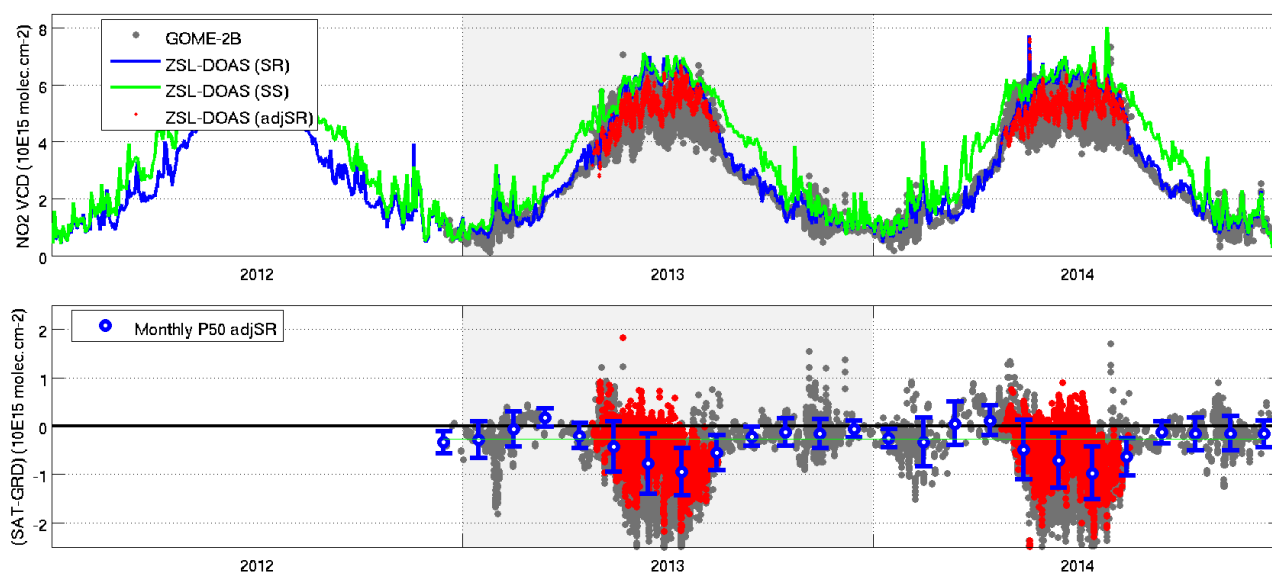 8
6
4
2
0
NO2 VCD (10E15 molec.cm-2)
GOME-2B
ZSL-DOAS (SR)
ZSL-DOAS (SS)
ZSL-DOAS (adjSR)
2012
2013
2014
2
1
0
-1
-2
(SAT-GRD) (10E15 molec.cm-2)
Monthly P50 adjSR
2012
2013
2014